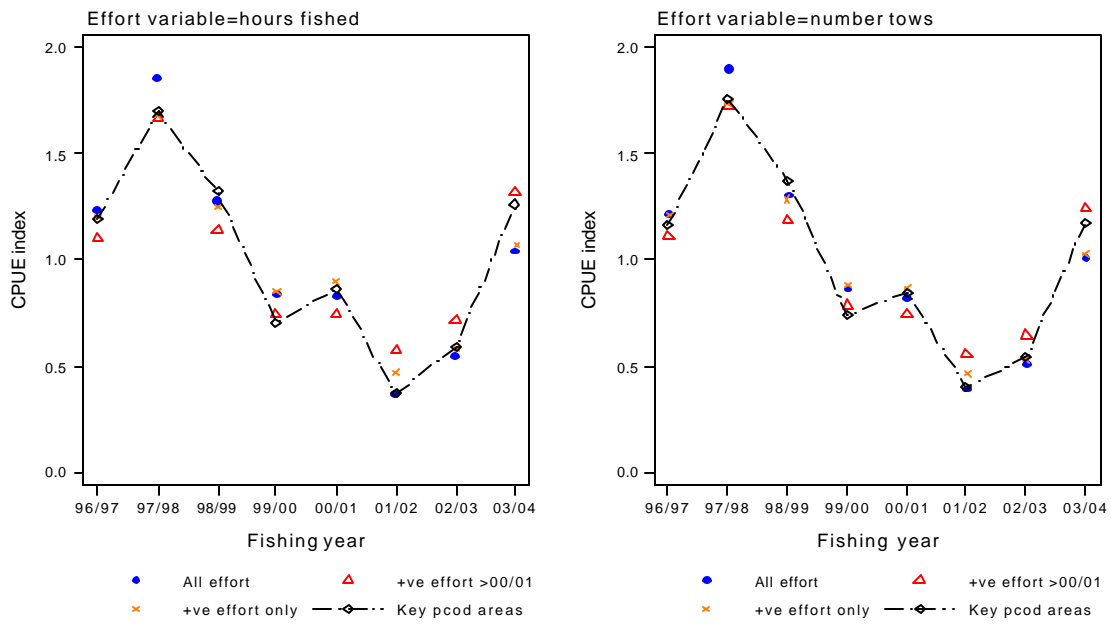 Effort variable=hours fished
2.0
1.5
1.0
0.5
0.0
CPUE index
96/97 97/98 98/99 99/00 00/01 01/02 02/03 03/04
Fishing year
All effort
+ve effort >00/01
+ve effort only
Key pcod areas
Effort variable=number tows
2.0
1.5
1.0
0.5
0.0
CPUE index
96/97 97/98 98/99 99/00 00/01 01/02 02/03 03/04
Fishing year
All effort
+ve effort >00/01
+ve effort only
Key pcod areas